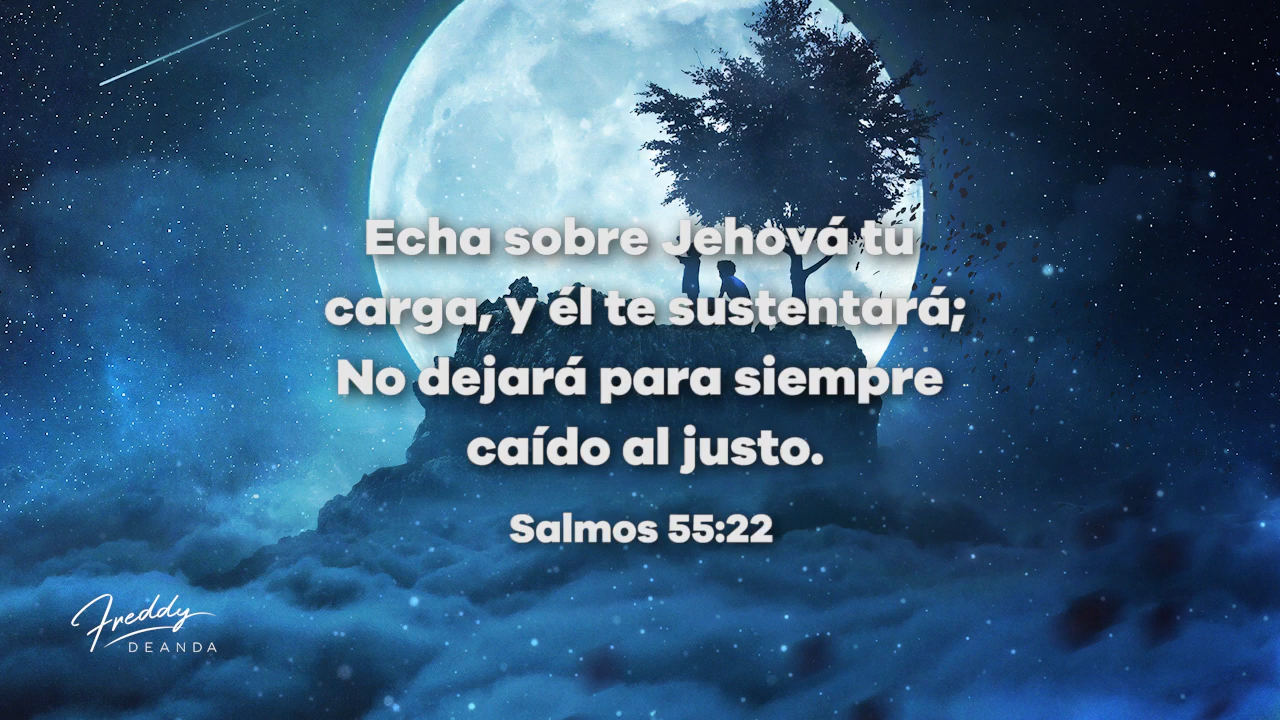 Echa sobre Jehová tu
carga, y él te sustentará;
No dejará para siempre
caído al justo.
Salmos 55:22
Freddy
DEANDA